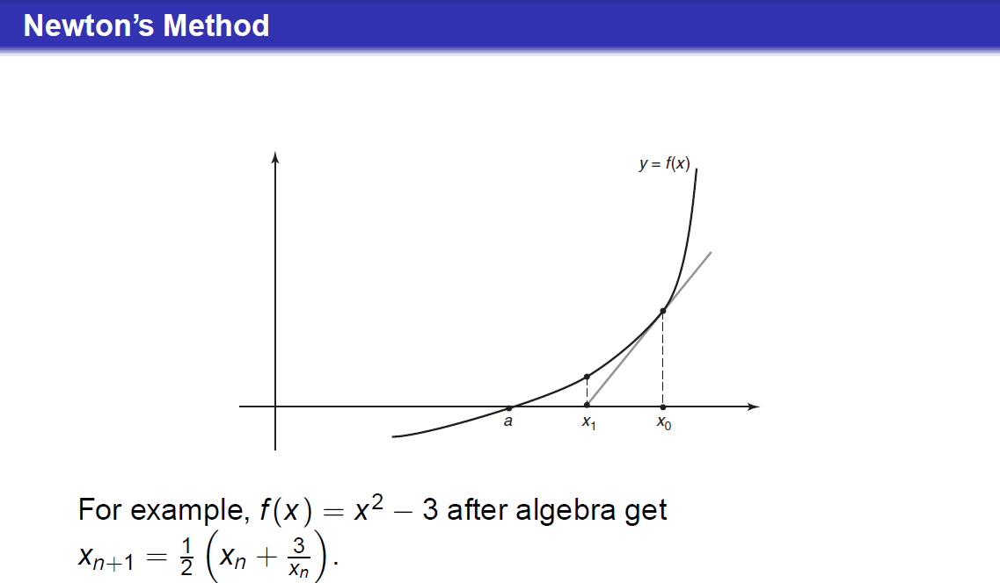 Newton's Method
y = f(x)
a
x₁
x₀
For example, f(x) = x² – 3 after algebra get
xₙ₊₁ = ½ (xₙ + 3/xₙ).